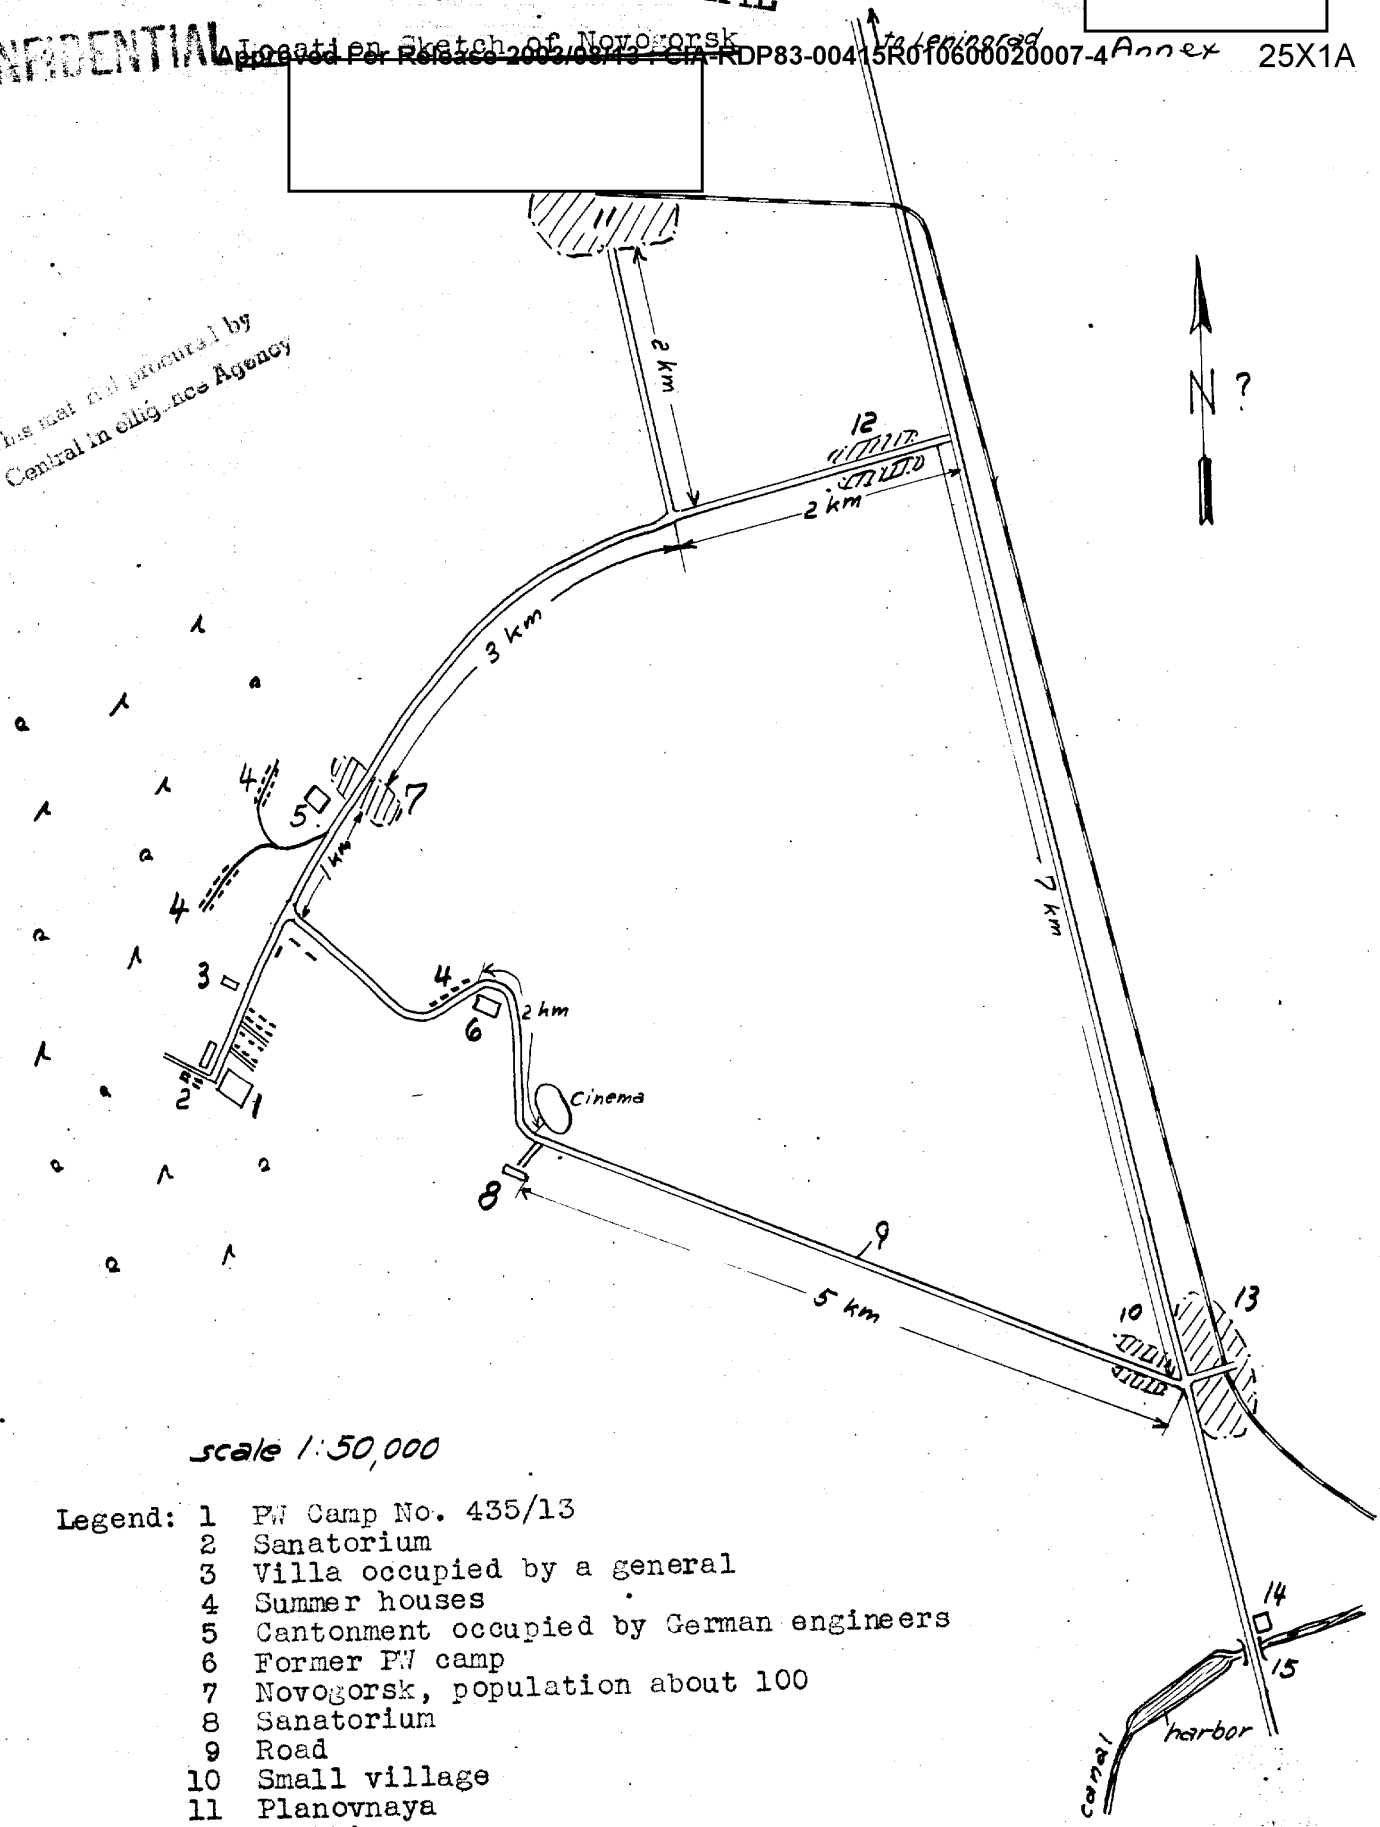 CONFIDENTIAL
Location Sketch of Novogorsk
Approved For Release 2003/08/13 : CIA-RDP83-00415R010600020007-4
to Leningrad
Annex
25X1A
11
procured by
Central Intelligence Agency
2 km
N ?
12
2 km
3 km
4
5
7
1 km
4
3
4
6
2 km
7 km
2
1
Cinema
8
9
5 km
10
13
scale 1:50,000
Legend: 1 PW Camp No. 435/13
2 Sanatorium
3 Villa occupied by a general
4 Summer houses
5 Cantonment occupied by German engineers
6 Former PW camp
7 Novogorsk, population about 100
8 Sanatorium
9 Road
10 Small village
11 Planovnaya
14
15
harbor
canal